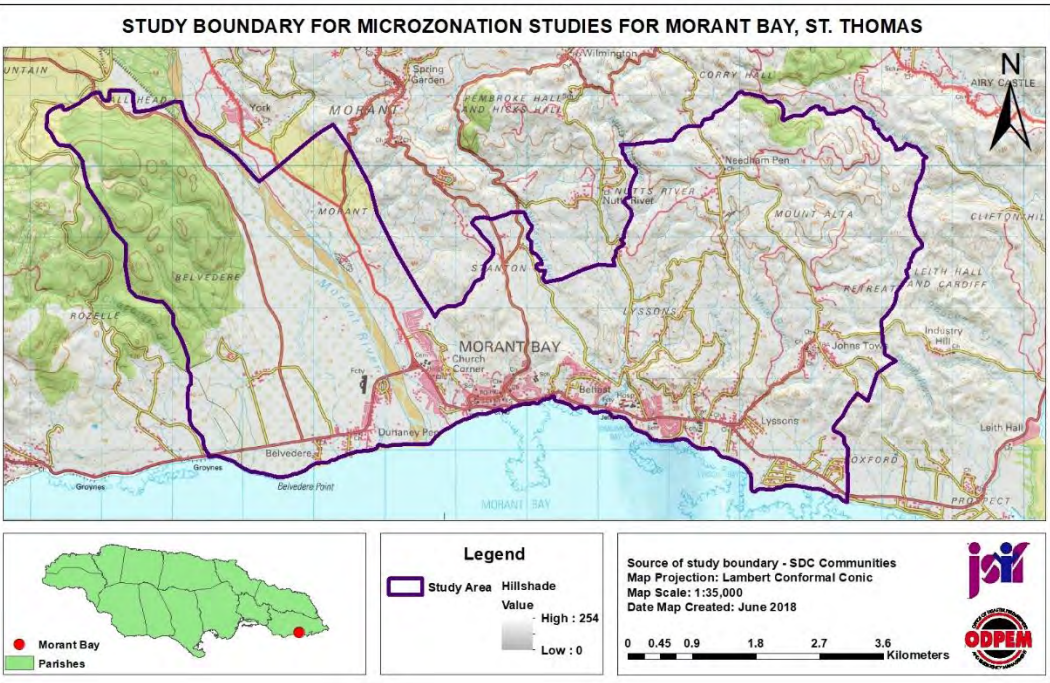 STUDY BOUNDARY FOR MICROZONATION STUDIES FOR MORANT BAY, ST. THOMAS
Wilmington
Spring
Garden
CORRY HALL
N
AIRY CASTLE
York
MORANT
PEMBROKE HALL
AND HICKS HALL
Needham Pen
NUTTS RIVER
Nutts River
MORANT
MOUNT ALTA
CLIFTON HIL
BELVEDERE
STANTON
LEITH HALL
AND CARDIFF
RETREAT
Morant River
ROZELLE
LYSSONS
Industry
Hill
Johns Tow
MORANT BAY
Church
Corner
Fcty
Belfast
Hosp
Lyssons
Leith Hall
Duhaney Pen
Belvedere
OXFORD
Groynes
Groynes
Belvedere Point
MORANT BAY
PROSPECT
Morant Bay
Parishes
Legend
Study Area
Hillshade
Value
High : 254
Low : 0
Source of study boundary - SDC Communities
Map Projection: Lambert Conformal Conic
Map Scale: 1:35,000
Date Map Created: June 2018
0 0.45 0.9 1.8 2.7 3.6
Kilometers
jsif
ODPEM